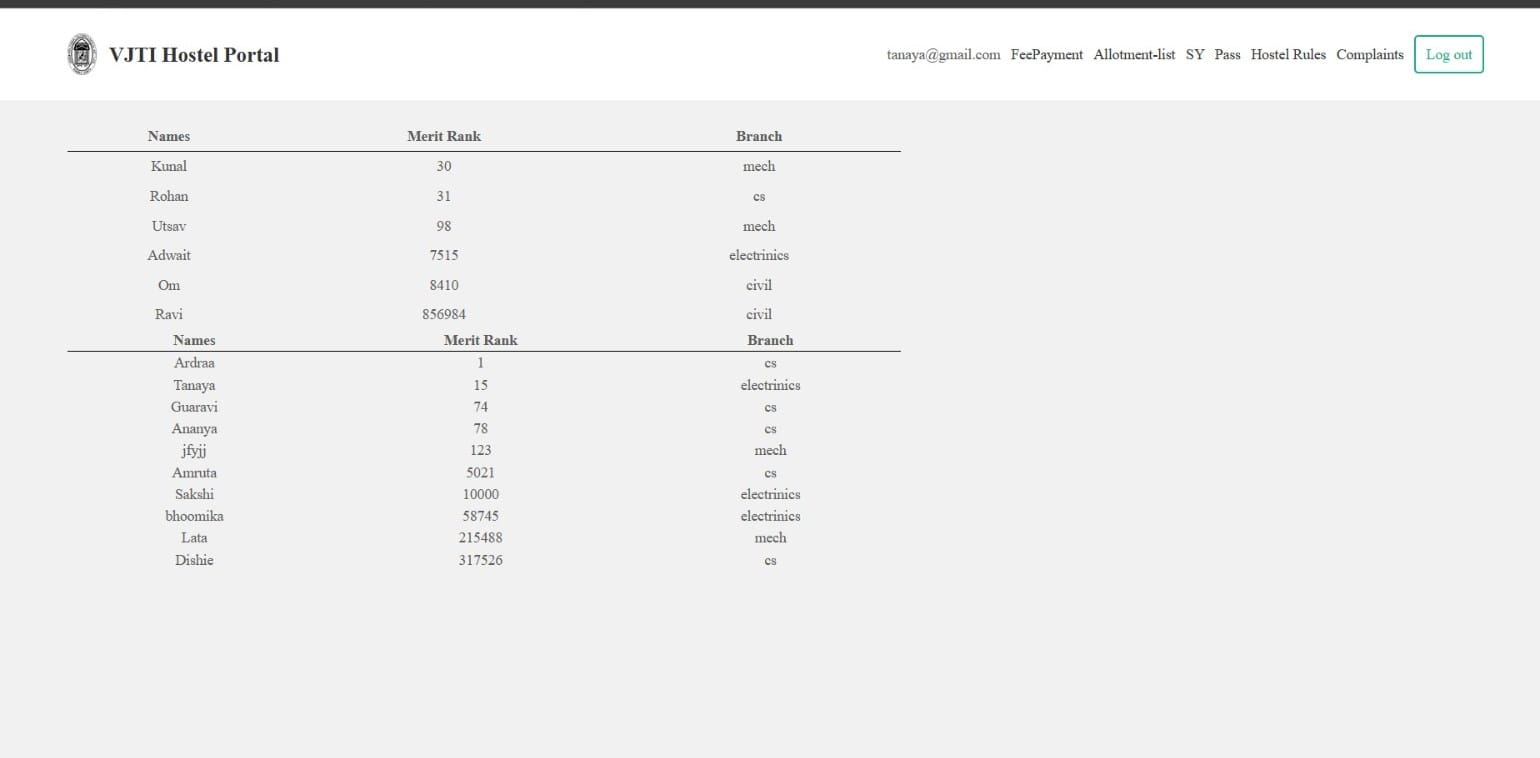 VJTI Hostel Portal
tanaya@gmail.com FeePayment Allotment-list SY Pass Hostel Rules Complaints Log out
Names Merit Rank Branch
Kunal 30 mech
Rohan 31 cs
Utsav 98 mech
Adwait 7515 electrinics
Om 8410 civil
Ravi 856984 civil
Names Merit Rank Branch
Ardraa 1 cs
Tanaya 15 electrinics
Guaravi 74 cs
Ananya 78 cs
jfyjj 123 mech
Amruta 5021 cs
Sakshi 10000 electrinics
bhoomika 58745 electrinics
Lata 215488 mech
Dishie 317526 cs